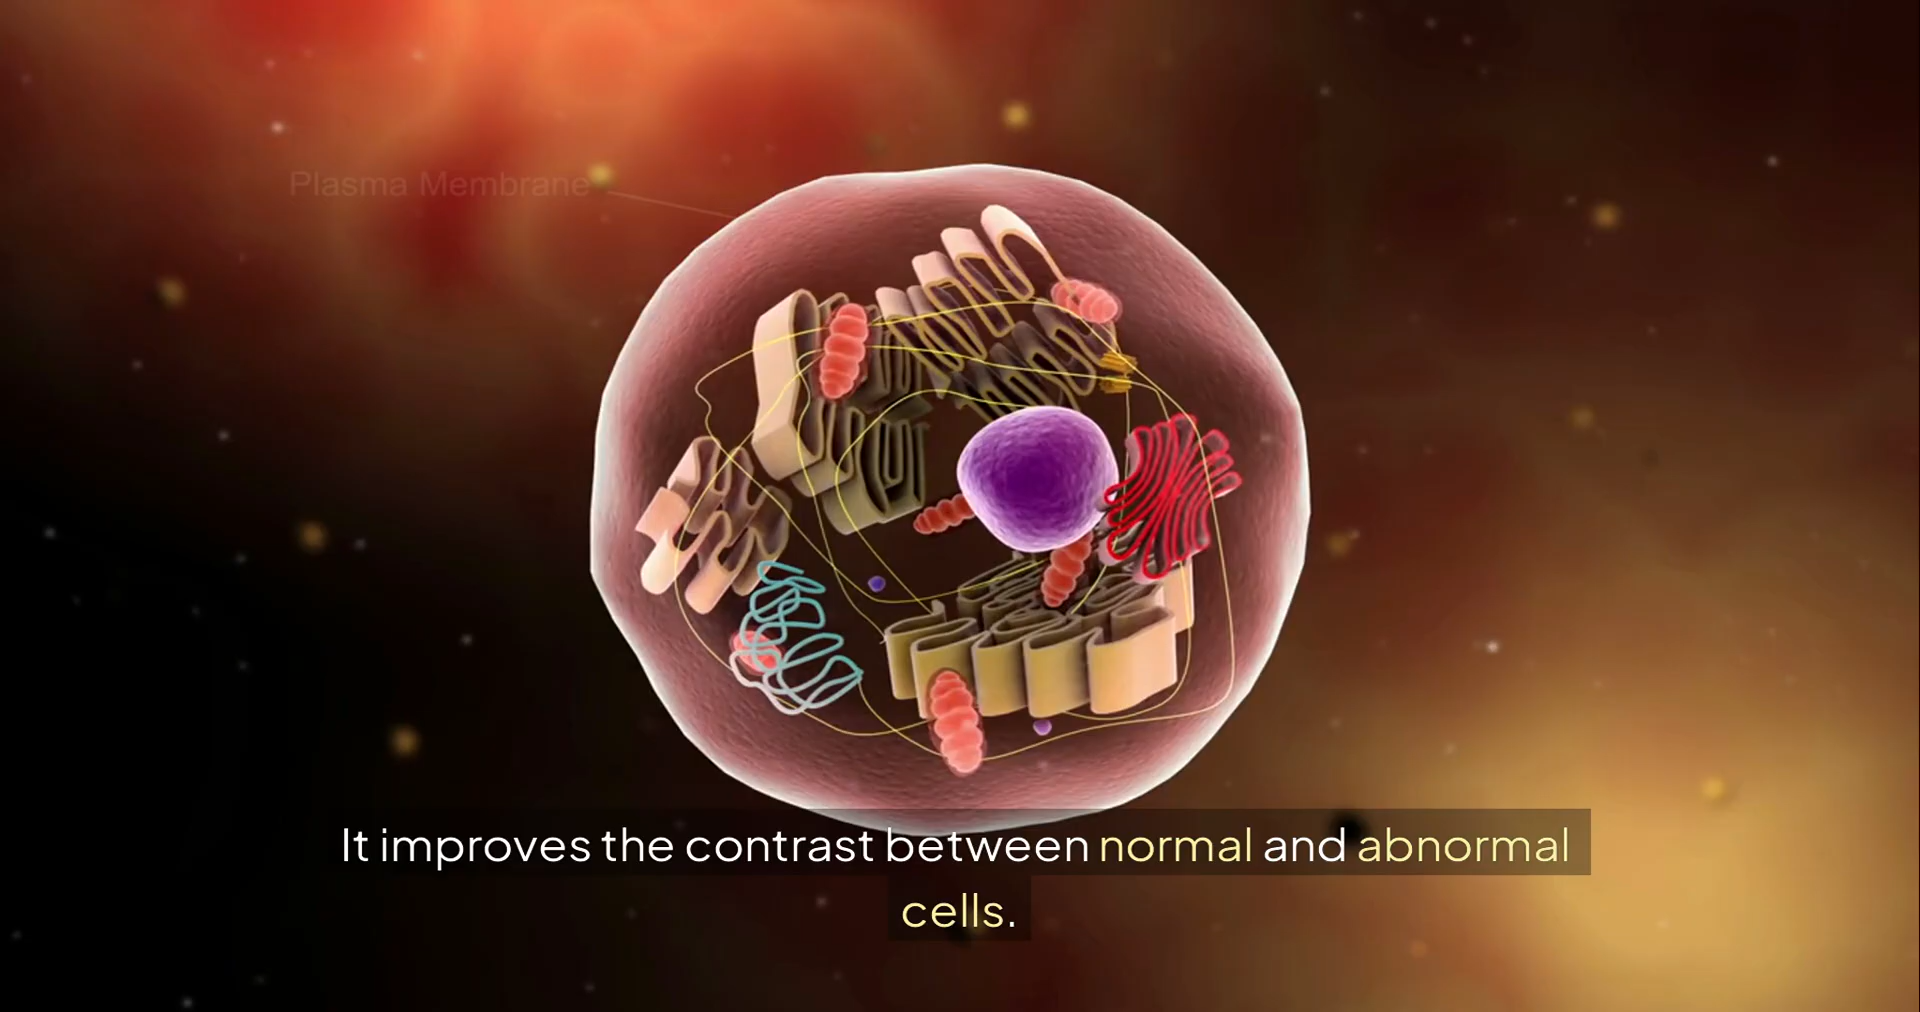 Plasma Membrane
It improves the contrast between normal and abnormal
cells.